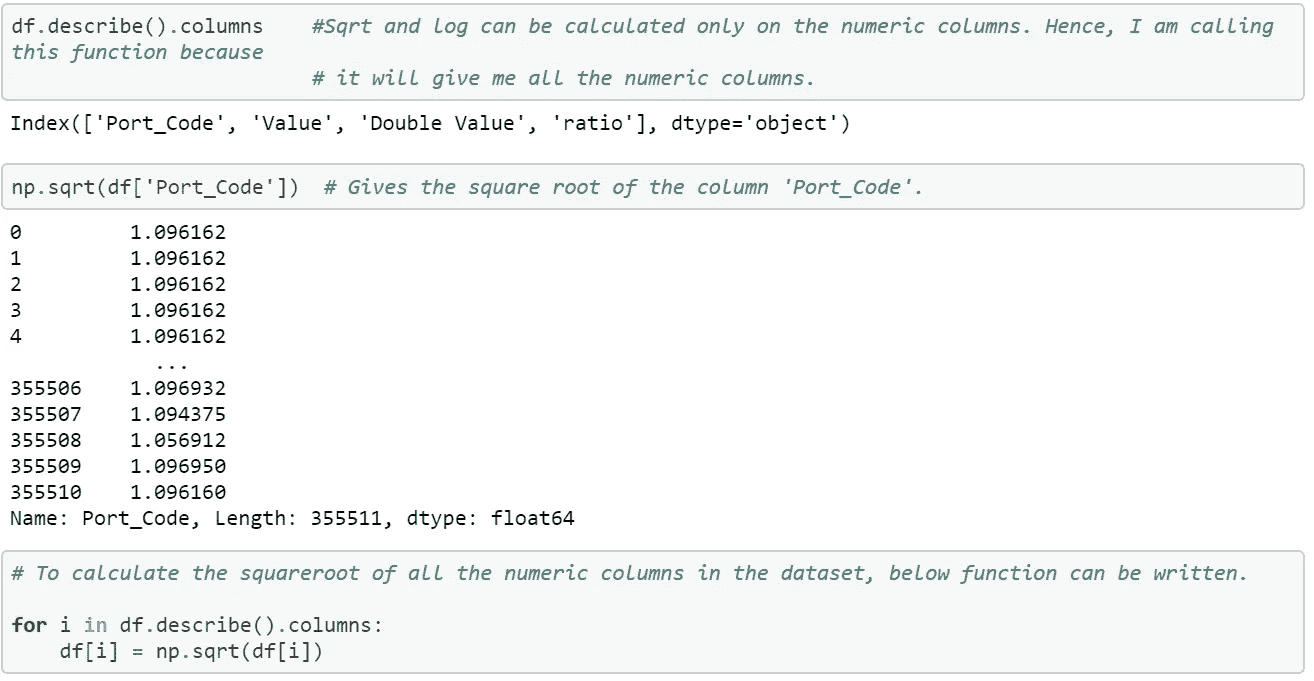 df.describe().columns    #Sqrt and log can be calculated only on the numeric columns. Hence, I am calling
this function because
                         # it will give me all the numeric columns.
Index(['Port_Code', 'Value', 'Double Value', 'ratio'], dtype='object')
np.sqrt(df['Port_Code'])  # Gives the square root of the column 'Port_Code'.
0         1.096162
1         1.096162
2         1.096162
3         1.096162
4         1.096162
            ...
355506    1.096932
355507    1.094375
355508    1.056912
355509    1.096950
355510    1.096160
Name: Port_Code, Length: 355511, dtype: float64
# To calculate the squareroot of all the numeric columns in the dataset, below function can be written.
for i in df.describe().columns:
    df[i] = np.sqrt(df[i])